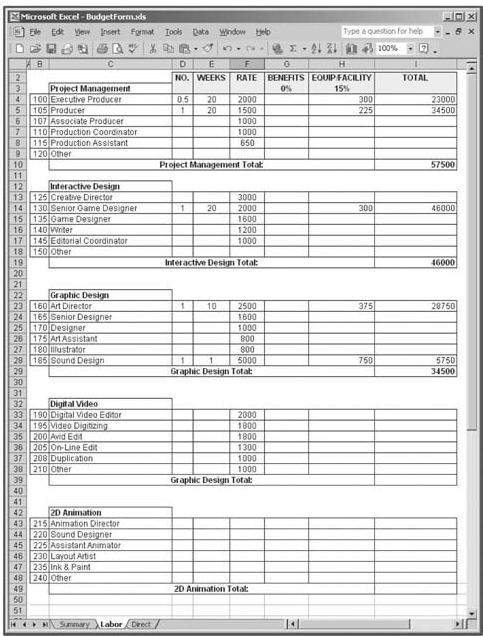 Microsoft Excel - BudgetForm.xls
File Edit View Insert Format Tools Data Window Help Type a question for help
100%
A B C D E F G H I
2 NO. WEEKS RATE BENEFITS EQUIP/FACILITY TOTAL
3 Project Management 0% 15%
4 100 Executive Producer 0.5 20 2000 300 23000
5 105 Producer 1 20 1500 225 34500
6 107 Associate Producer 1000
7 110 Production Coordinator 1000
8 115 Production Assistant 650
9 120 Other
10 Project Management Total: 57500
11
12 Interactive Design
13 125 Creative Director 3000
14 130 Senior Game Designer 1 20 2000 300 46000
15 135 Game Designer 1600
16 140 Writer 1200
17 145 Editorial Coordinator 1000
18 150 Other
19 Interactive Design Total: 46000
20
21
22 Graphic Design
23 160 Art Director 1 10 2500 375 28750
24 165 Senior Designer 1600
25 170 Designer 1000
26 175 Art Assistant 800
27 180 Illustrator 800
28 185 Sound Design 1 1 5000 750 5750
29 Graphic Design Total: 34500
30
31
32 Digital Video
33 190 Digital Video Editor 2000
34 195 Video Digitizing 1800
35 200 Avid Edit 1800
36 205 On-Line Edit 1300
37 208 Duplication 1000
38 210 Other 1000
39 Graphic Design Total:
40
41
42 2D Animation
43 215 Animation Director
44 220 Sound Designer
45 225 Assistant Animator
46 230 Layout Artist
47 235 Ink & Paint
48 240 Other
49 2D Animation Total:
50
51
Summary Labor Direct